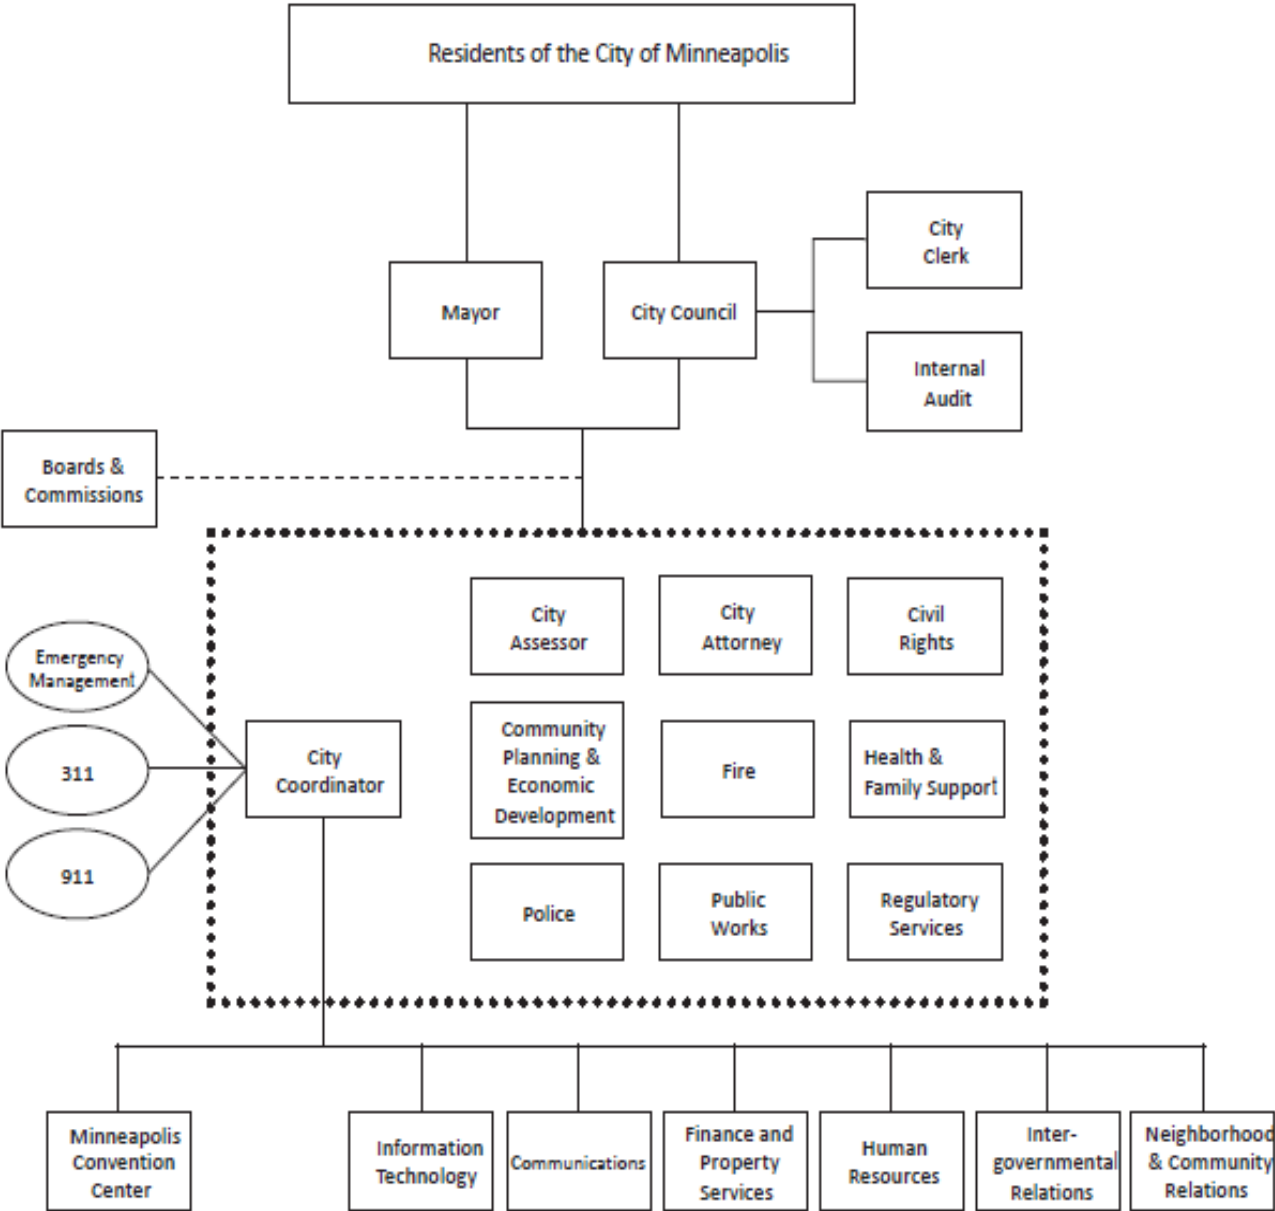 Residents of the City of Minneapolis
City
Clerk
Mayor
City Council
Internal
Audit
Boards &
Commissions
City
Assessor
City
Attorney
Civil
Rights
Emergency
Management
311
911
City
Coordinator
Community
Planning &
Economic
Development
Fire
Health &
Family Support
Police
Public
Works
Regulatory
Services
Minneapolis
Convention
Center
Information
Technology
Communications
Finance and
Property
Services
Human
Resources
Inter-
governmental
Relations
Neighborhood
& Community
Relations